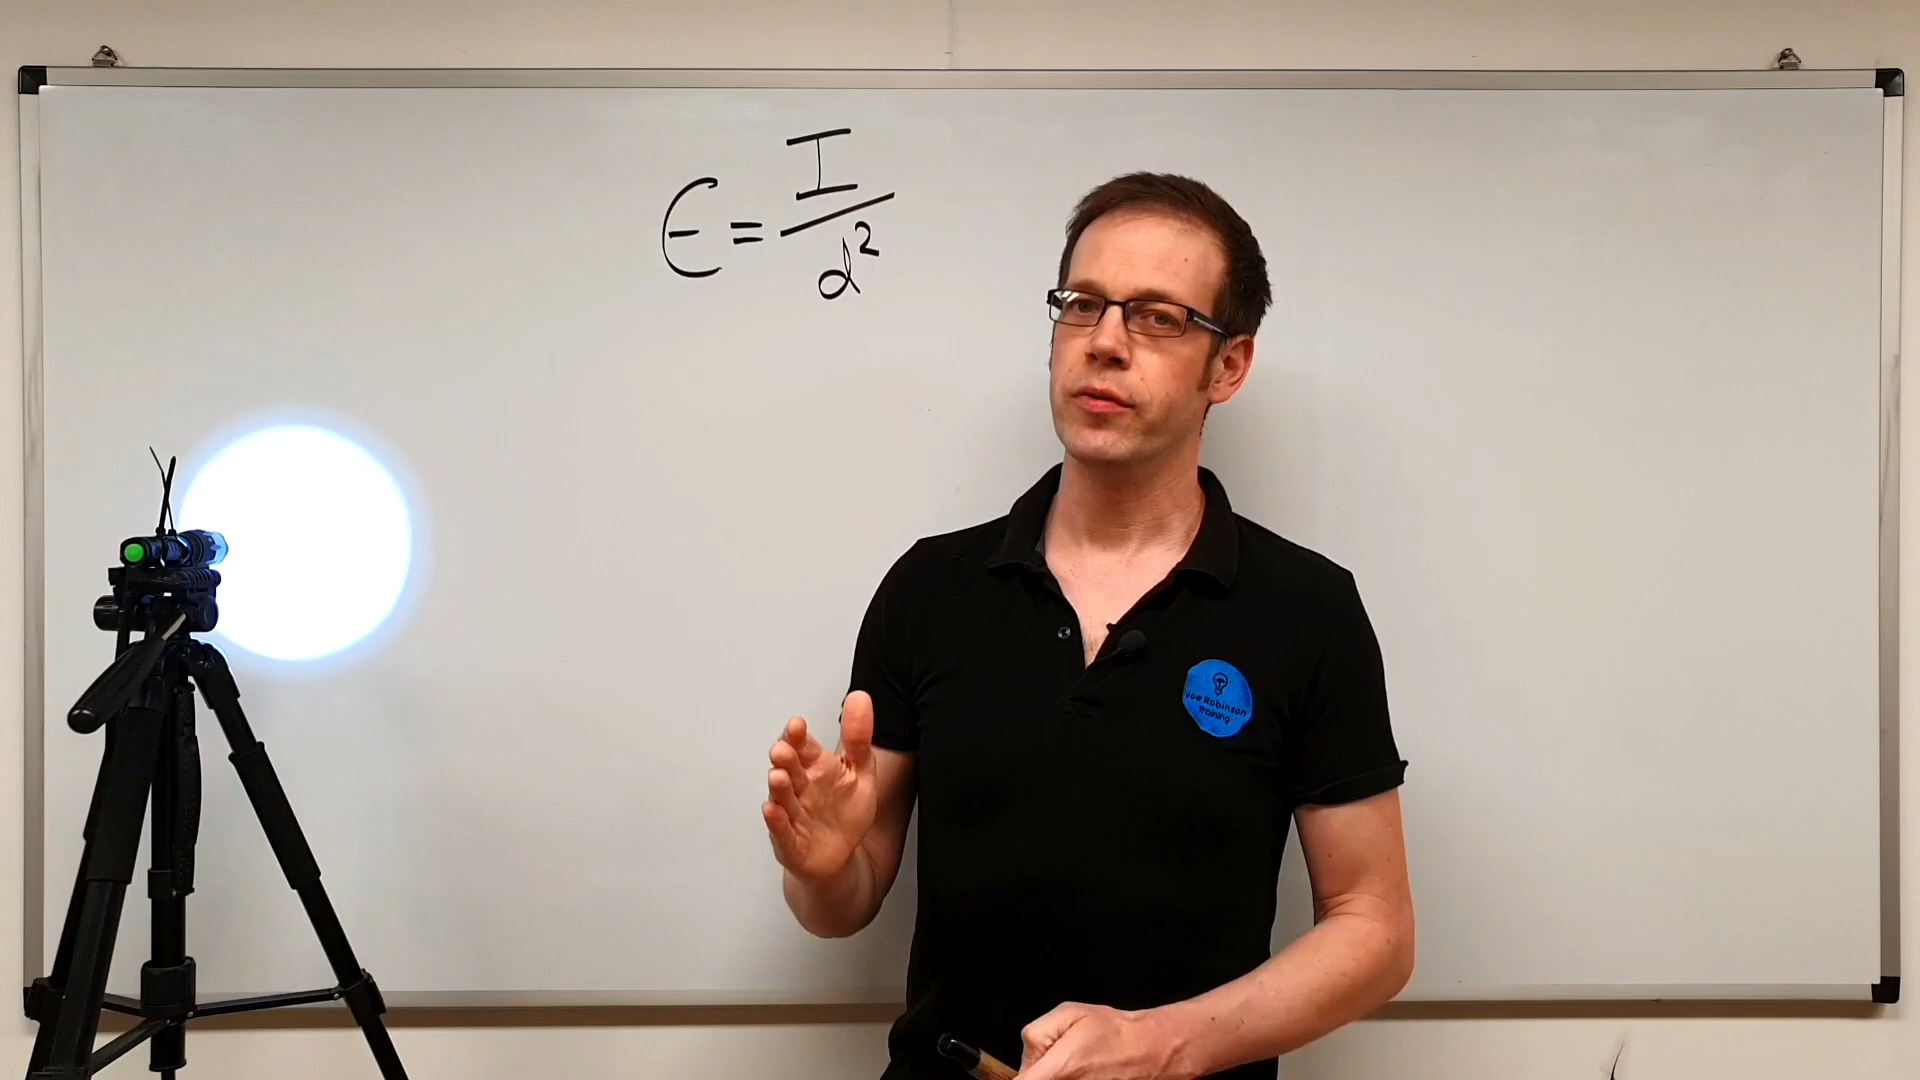 E = I / d²
Joe Robinson
Training